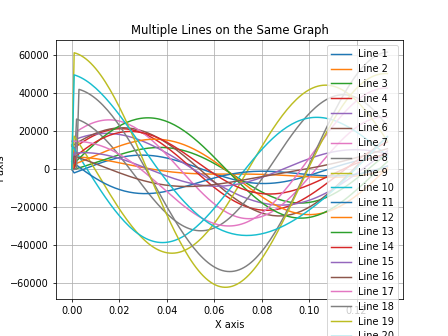 Multiple Lines on the Same Graph
60000
40000
20000
0
−20000
−40000
−60000
0.00
0.02
0.04
0.06
0.08
0.10
X axis
Line 1
Line 2
Line 3
Line 4
Line 5
Line 6
Line 7
Line 8
Line 9
Line 10
Line 11
Line 12
Line 13
Line 14
Line 15
Line 16
Line 17
Line 18
Line 19
Line 20